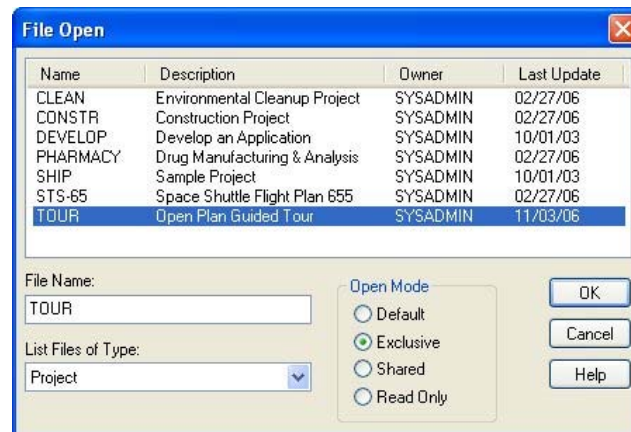 File Open
Name Description Owner Last Update
CLEAN Environmental Cleanup Project SYSADMIN 02/27/06
CONSTR Construction Project SYSADMIN 02/27/06
DEVELOP Develop an Application SYSADMIN 10/01/03
PHARMACY Drug Manufacturing & Analysis SYSADMIN 02/27/06
SHIP Sample Project SYSADMIN 10/01/03
STS-65 Space Shuttle Flight Plan 655 SYSADMIN 02/27/06
TOUR Open Plan Guided Tour SYSADMIN 11/03/06
File Name:
TOUR
List Files of Type:
Project
Open Mode
Default
Exclusive
Shared
Read Only
OK
Cancel
Help